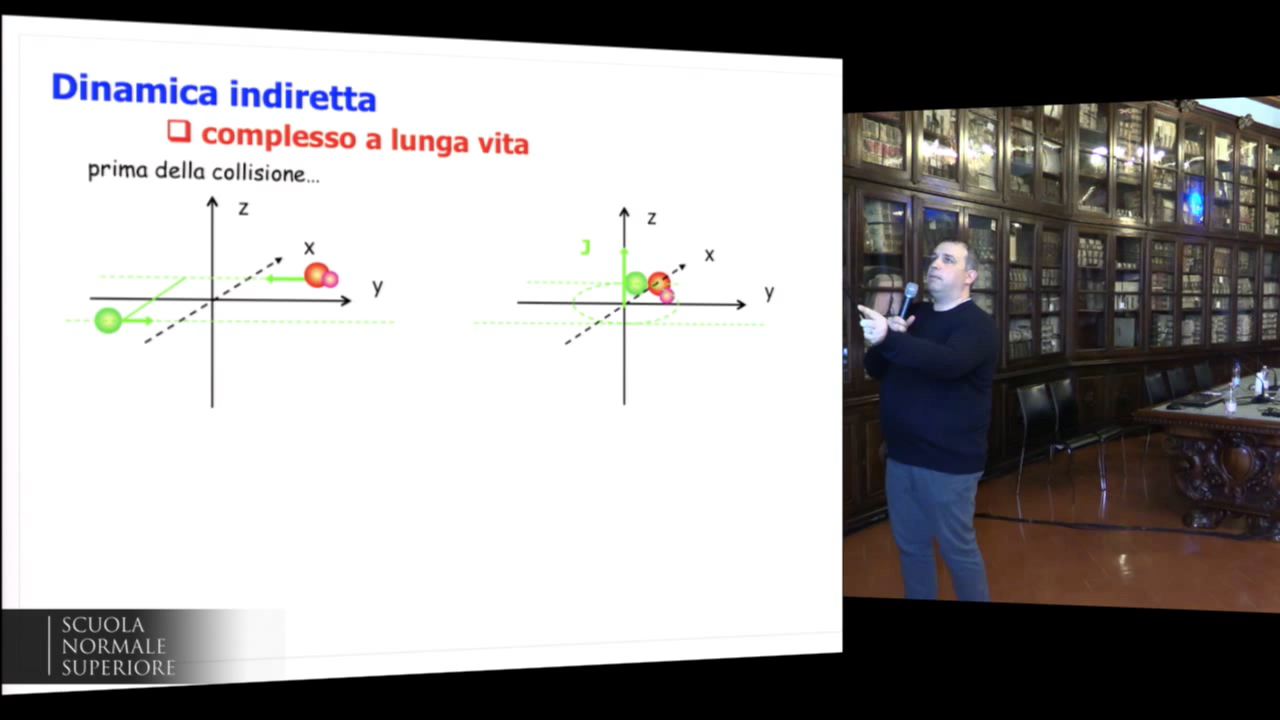 Dinamica indiretta
❑ complesso a lunga vita
prima della collisione...
z
x
y
J
z
x
y
SCUOLA
NORMALE
SUPERIORE